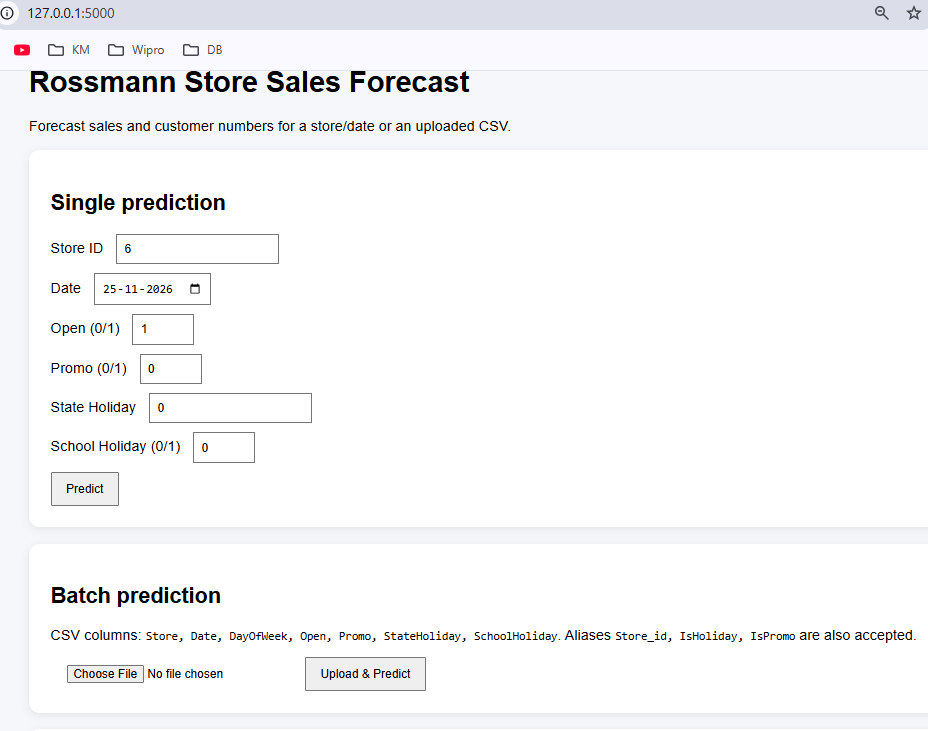 127.0.0.1:5000
KM Wipro DB
Rossmann Store Sales Forecast
Forecast sales and customer numbers for a store/date or an uploaded CSV.
Single prediction
Store ID 6
Date 25-11-2026
Open (0/1) 1
Promo (0/1) 0
State Holiday 0
School Holiday (0/1) 0
Predict
Batch prediction
CSV columns: Store, Date, DayOfWeek, Open, Promo, StateHoliday, SchoolHoliday. Aliases Store_id, IsHoliday, IsPromo are also accepted.
Choose File No file chosen Upload & Predict